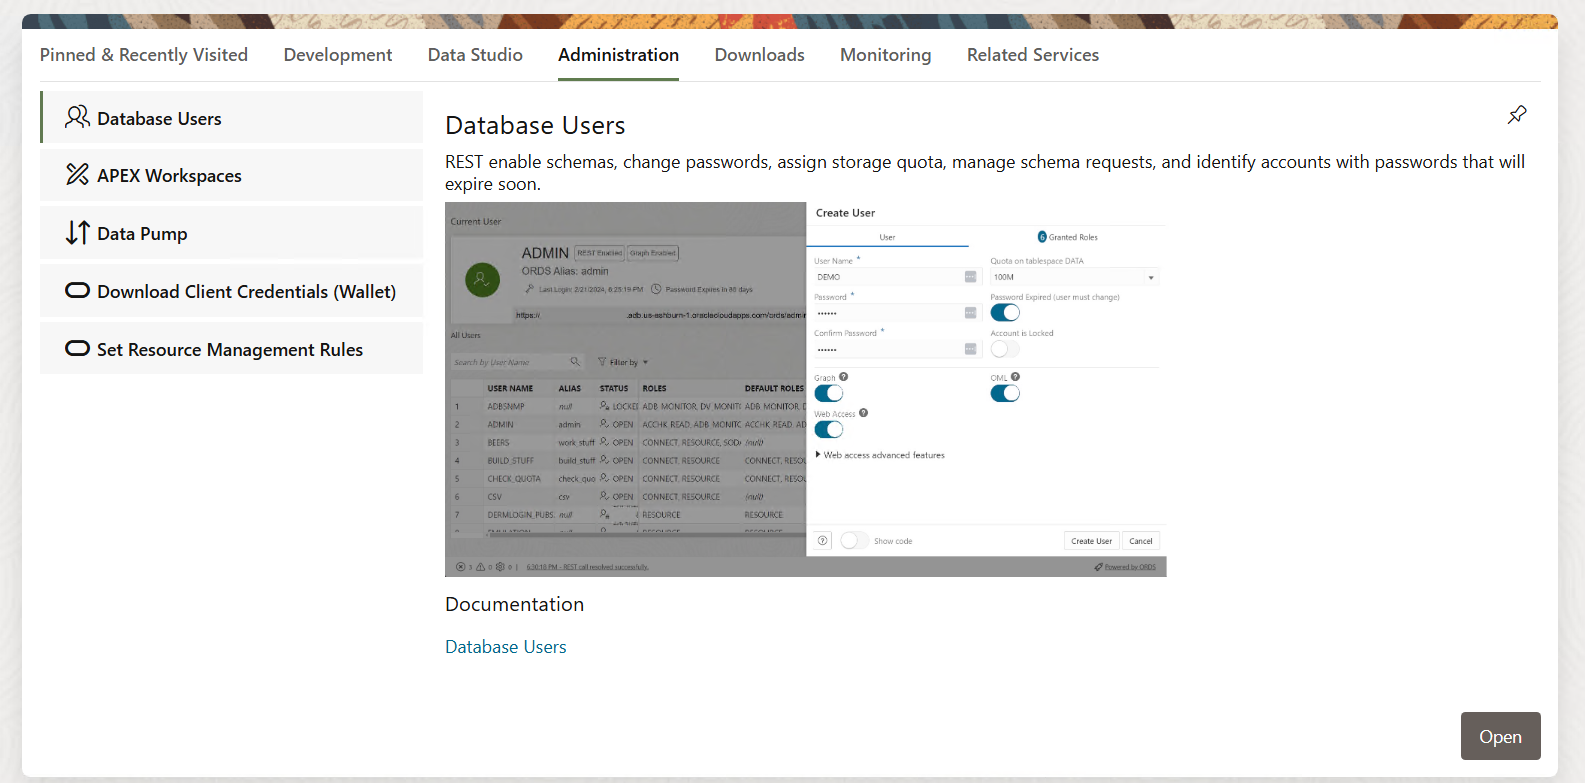 Pinned & Recently Visited Development Data Studio Administration Downloads Monitoring Related Services
Database Users
APEX Workspaces
Data Pump
Download Client Credentials (Wallet)
Set Resource Management Rules
Database Users
REST enable schemas, change passwords, assign storage quota, manage schema requests, and identify accounts with passwords that will
expire soon.
Current User
ADMIN REST Enabled Graph Enabled
ORDS Alias: admin
Last Login: 2/21/2024, 6:25:19 PM Password Expires in 86 days
https:// .adb.us-ashburn-1.oraclecloudapps.com/ords/admin
All Users
Search by User Name Filter by
USER NAME ALIAS STATUS ROLES DEFAULT ROLES
1 ADBSNMP null LOCKED ADB_MONITOR, DV_MONITO ADB_MONITOR, D
2 ADMIN admin OPEN ACCHK_READ, ADB_MONITO ACCHK_READ, AD
3 BEERS work_stuff OPEN CONNECT, RESOURCE, SODA (null)
4 BUILD_STUFF build_stuff OPEN CONNECT, RESOURCE CONNECT, RESOU
5 CHECK_QUOTA check_quo OPEN CONNECT, RESOURCE CONNECT, RESOU
6 CSV csv OPEN CONNECT, RESOURCE (null)
7 DERMLOGIN_PUBS. null RESOURCE RESOURCE
1 0 0 | 6:30:18 PM - REST call resolved successfully.
Create User
User 6 Granted Roles
User Name * Quota on tablespace DATA
DEMO 100M
Password * Password Expired (user must change)
••••••
Confirm Password * Account is Locked
••••••
Graph OML
Web Access
Web access advanced features
Show code Create User Cancel
Powered by ORDS
Documentation
Database Users
Open